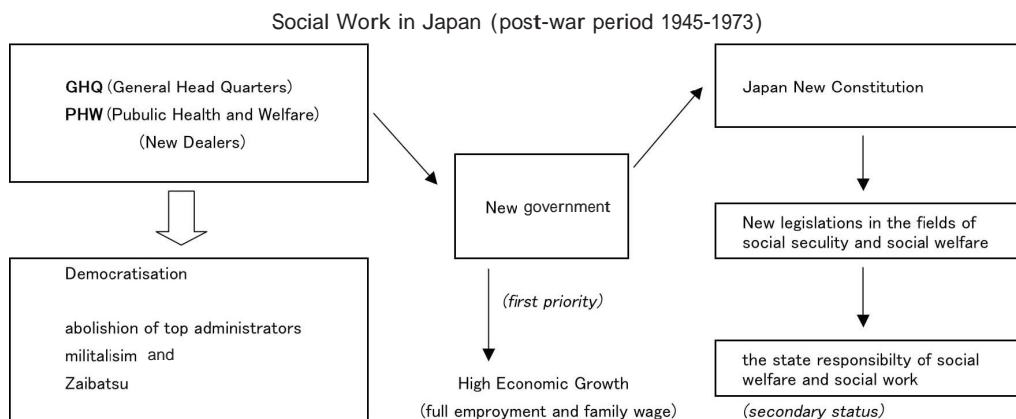 Social Work in Japan (post-war period 1945-1973)
GHQ (General Head Quarters)
PHW (Pubulic Health and Welfare)
(New Dealers)
Democratisation
abolishion of top administrators
militalisim and
Zaibatsu
New government
(first priority)
High Economic Growth
(full emproyment and family wage)
Japan New Constitution
New legislations in the fields of
social seculity and social welfare
the state responsibilty of social
welfare and social work
(secondary status)